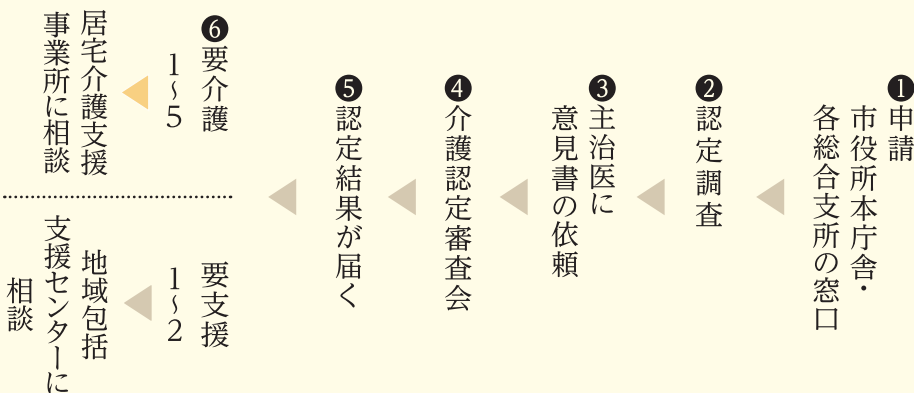 ❶申請
市役所本庁舎・
各総合支所の窓口
❷認定調査
❸主治医に
意見書の依頼
❹介護認定審査会
❺認定結果が届く
❻要介護
1～5
居宅介護支援
事業所に相談
要支援
1～2
地域包括
支援センターに
相談